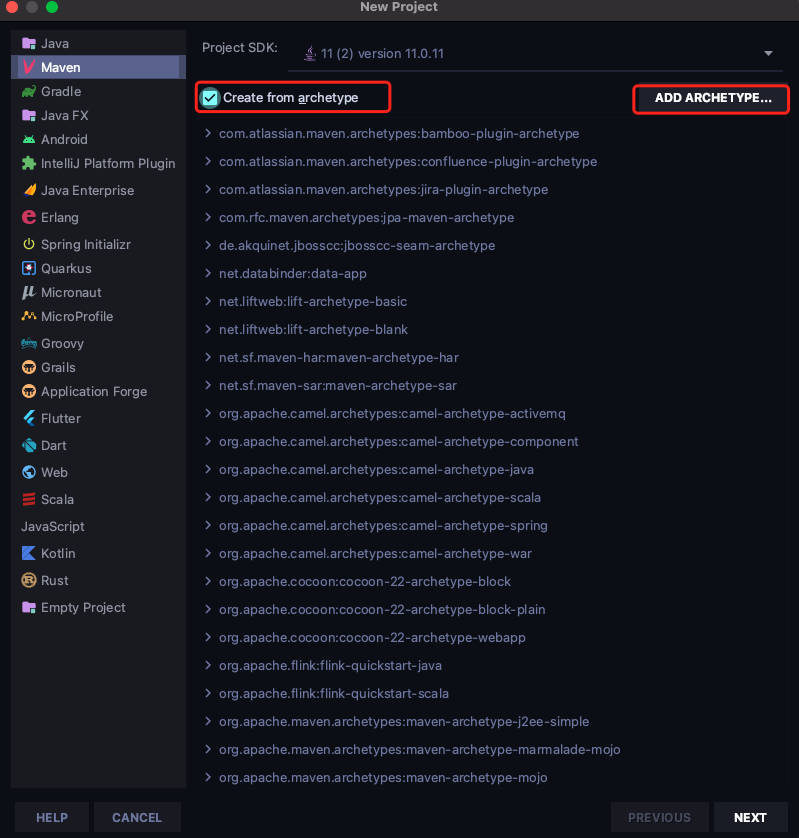 New Project
Java
Maven
Gradle
Java FX
Android
IntelliJ Platform Plugin
Java Enterprise
Erlang
Spring Initializr
Quarkus
Micronaut
MicroProfile
Groovy
Grails
Application Forge
Flutter
Dart
Web
Scala
JavaScript
Kotlin
Rust
Empty Project
Project SDK: 11 (2) version 11.0.11
Create from archetype
ADD ARCHETYPE...
com.atlassian.maven.archetypes:bamboo-plugin-archetype
com.atlassian.maven.archetypes:confluence-plugin-archetype
com.atlassian.maven.archetypes:jira-plugin-archetype
com.rfc.maven.archetypes:jpa-maven-archetype
de.akquinet.jbosscc:jbosscc-seam-archetype
net.databinder:data-app
net.liftweb:lift-archetype-basic
net.liftweb:lift-archetype-blank
net.sf.maven-har:maven-archetype-har
net.sf.maven-sar:maven-archetype-sar
org.apache.camel.archetypes:camel-archetype-activemq
org.apache.camel.archetypes:camel-archetype-component
org.apache.camel.archetypes:camel-archetype-java
org.apache.camel.archetypes:camel-archetype-scala
org.apache.camel.archetypes:camel-archetype-spring
org.apache.camel.archetypes:camel-archetype-war
org.apache.cocoon:cocoon-22-archetype-block
org.apache.cocoon:cocoon-22-archetype-block-plain
org.apache.cocoon:cocoon-22-archetype-webapp
org.apache.flink:flink-quickstart-java
org.apache.flink:flink-quickstart-scala
org.apache.maven.archetypes:maven-archetype-j2ee-simple
org.apache.maven.archetypes:maven-archetype-marmalade-mojo
org.apache.maven.archetypes:maven-archetype-mojo
HELP
CANCEL
PREVIOUS
NEXT